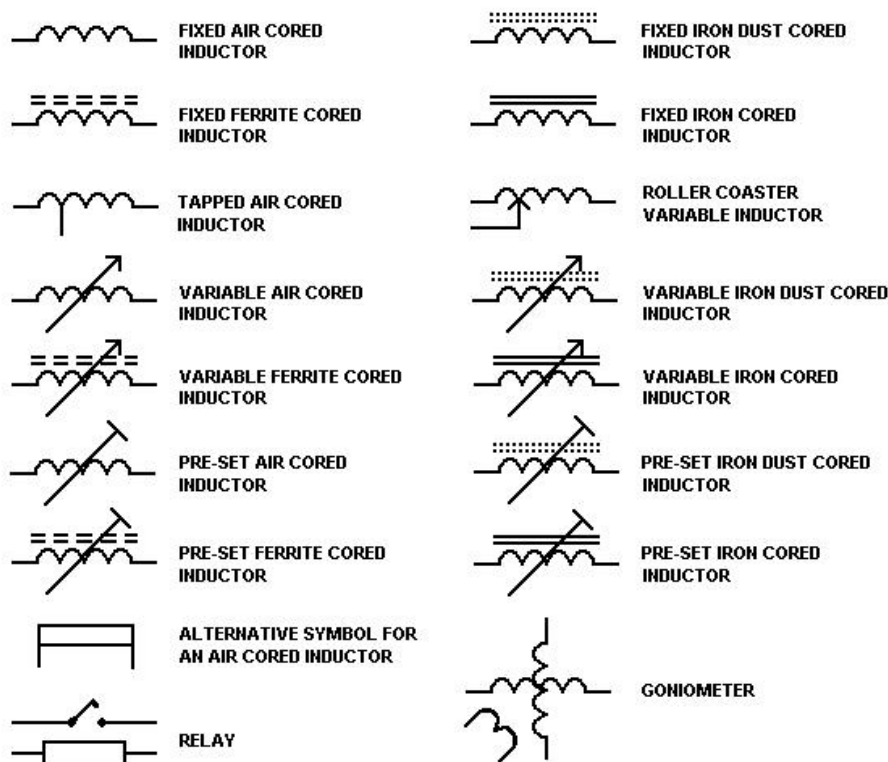 FIXED AIR CORED
INDUCTOR
FIXED IRON DUST CORED
INDUCTOR
FIXED FERRITE CORED
INDUCTOR
FIXED IRON CORED
INDUCTOR
TAPPED AIR CORED
INDUCTOR
ROLLER COASTER
VARIABLE INDUCTOR
VARIABLE AIR CORED
INDUCTOR
VARIABLE IRON DUST CORED
INDUCTOR
VARIABLE FERRITE CORED
INDUCTOR
VARIABLE IRON CORED
INDUCTOR
PRE-SET AIR CORED
INDUCTOR
PRE-SET IRON DUST CORED
INDUCTOR
PRE-SET FERRITE CORED
INDUCTOR
PRE-SET IRON CORED
INDUCTOR
ALTERNATIVE SYMBOL FOR
AN AIR CORED INDUCTOR
GONIOMETER
RELAY